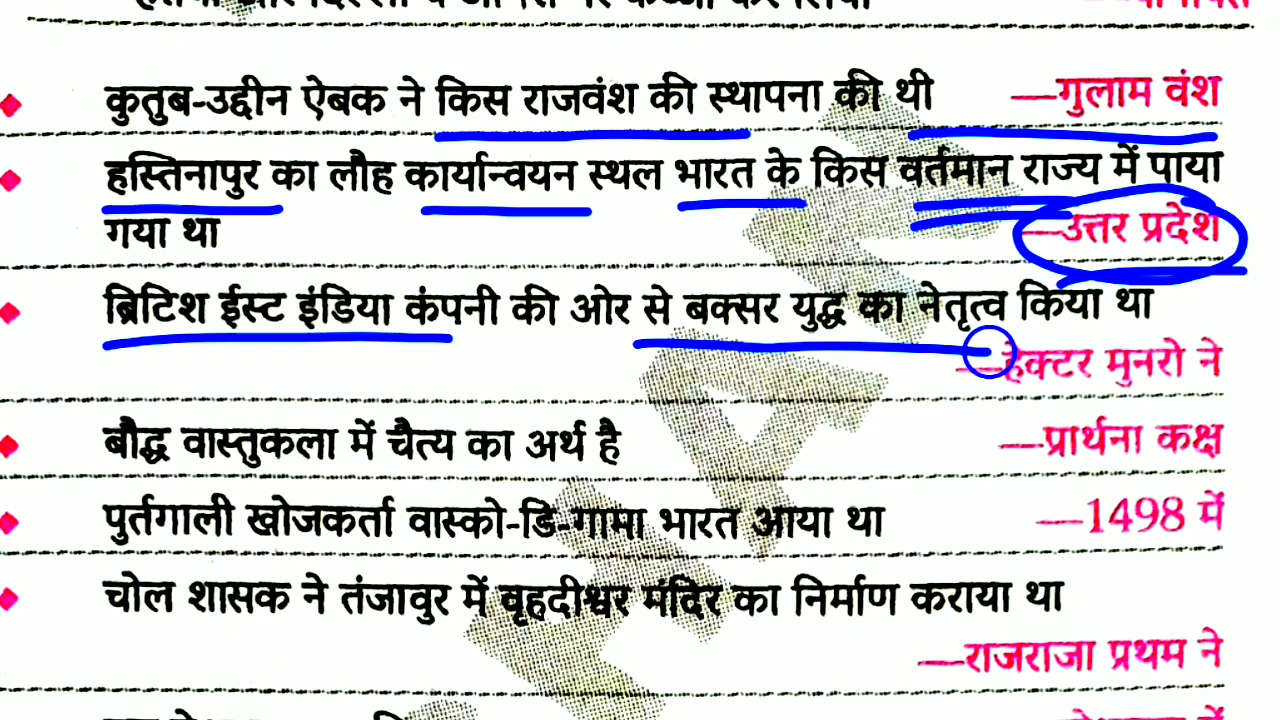 कुतुब-उद्दीन ऐबक ने किस राजवंश की स्थापना की थी —गुलाम वंश
हस्तिनापुर का लौह कार्यान्वयन स्थल भारत के किस वर्तमान राज्य में पाया
गया था —उत्तर प्रदेश
ब्रिटिश ईस्ट इंडिया कंपनी की ओर से बक्सर युद्ध का नेतृत्व किया था
—हेक्टर मुनरो ने
बौद्ध वास्तुकला में चैत्य का अर्थ है —प्रार्थना कक्ष
पुर्तगाली खोजकर्ता वास्को-डि-गामा भारत आया था —1498 में
चोल शासक ने तंजावुर में वृहदीश्वर मंदिर का निर्माण कराया था
—राजराजा प्रथम ने